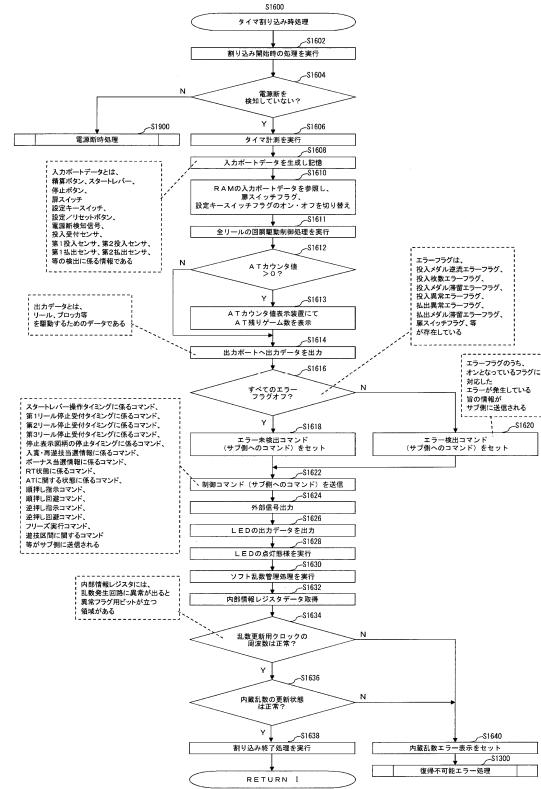 S1600
タイマ割り込み時処理
S1602
割り込み開始時の処理を実行
S1604
電源断を
検知していない?
N
Y
S1900
電源断時処理
S1606
タイマ計測を実行
S1608
入力ポートデータを生成し記憶
S1610
RAMの入力ポートデータを参照し、
扉スイッチフラグ、
設定キースイッチフラグのオン・オフを切り替え
入力ポートデータとは、
精算ボタン、スタートレバー、
停止ボタン、
扉スイッチ
設定キースイッチ、
設定/リセットボタン、
電源断検知信号、
投入受付センサ、
第1投入センサ、第2投入センサ、
第1払出センサ、第2払出センサ、
等の検出に係る情報である
S1611
全リールの回胴駆動制御処理を実行
S1612
ATカウンタ値
>0?
N
Y
S1613
ATカウンタ値表示装置にて
AT残りゲーム数を表示
出力データとは、
リール、ブロッカ等
を駆動するためのデータである
エラーフラグは、
投入メダル逆流エラーフラグ、
投入枚数エラーフラグ、
投入メダル滞留エラーフラグ、
投入異常エラーフラグ、
払出異常エラーフラグ、
払出メダル滞留エラーフラグ、
扉スイッチフラグ、等
が存在している
S1614
出力ポートへ出力データを出力
S1616
すべてのエラー
フラグオフ?
N
Y
エラーフラグのうち、
オンとなっているフラグに
対応した
エラーが発生している
旨の情報が
サブ側に送信される
S1618
エラー未検出コマンド
(サブ側へのコマンド)をセット
S1620
エラー検出コマンド
(サブ側へのコマンド)をセット
スタートレバー操作タイミングに係るコマンド、
第1リール停止受付タイミングに係るコマンド、
第2リール停止受付タイミングに係るコマンド、
第3リール停止受付タイミングに係るコマンド、
停止表示図柄の停止タイミングに係るコマンド、
入賞・再遊技当選情報に係るコマンド、
ボーナス当選情報に係るコマンド、
RT状態に係るコマンド、
ATに関する状態に係るコマンド、
順押し指示コマンド、
順押し回避コマンド、
逆押し指示コマンド、
逆押し回避コマンド、
フリーズ実行コマンド、
遊技区間に関するコマンド
等がサブ側に送信される
S1622
制御コマンド(サブ側へのコマンド)を送信
S1624
外部信号出力
S1626
LEDの出力データを出力
S1628
LEDの点灯態様を実行
S1630
ソフト乱数管理処理を実行
S1632
内部情報レジスタデータ取得
内部情報レジスタには、
乱数発生回路に異常が出ると
異常フラグ用ビットが立つ
領域がある
S1634
乱数更新用クロックの
周波数は正常?
N
Y
S1636
内蔵乱数の更新状態
は正常?
N
Y
S1638
割り込み終了処理を実行
S1640
内蔵乱数エラー表示をセット
S1300
復帰不可能エラー処理
RETURN I